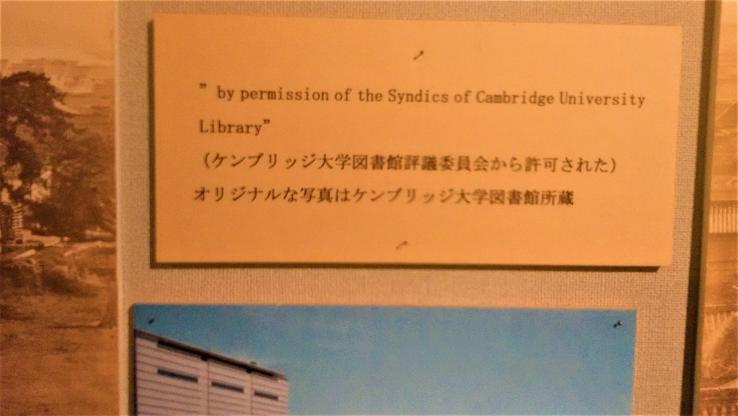 ” by permission of the Syndics of Cambridge University
Library”
（ケンブリッジ大学図書館評議委員会から許可された）
オリジナルな写真はケンブリッジ大学図書館所蔵